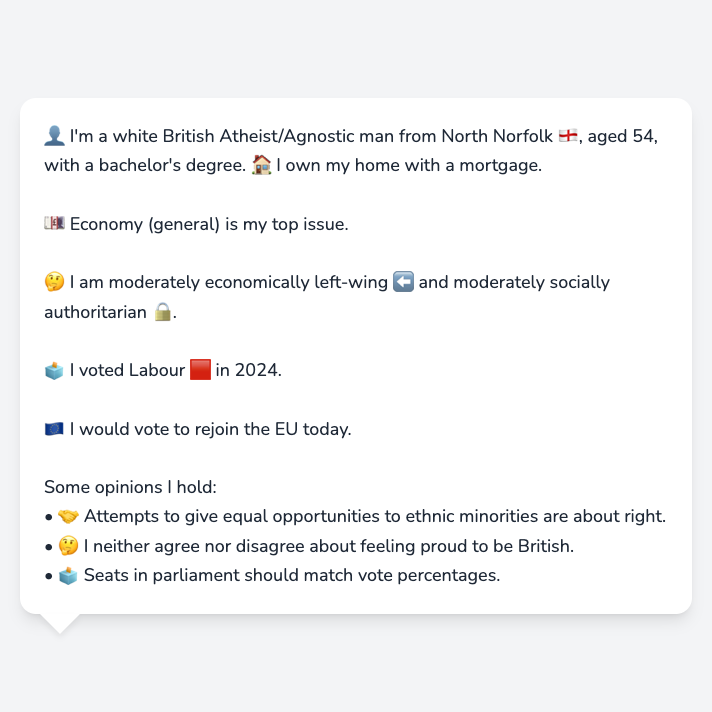 👤 I'm a white British Atheist/Agnostic man from North Norfolk 🏴󠁧󠁢󠁥󠁮󠁧󠁿, aged 54,
with a bachelor's degree. 🏠 I own my home with a mortgage.
💷 Economy (general) is my top issue.
🤔 I am moderately economically left-wing ⬅️ and moderately socially
authoritarian 🔒.
🗳️ I voted Labour 🟥 in 2024.
🇪🇺 I would vote to rejoin the EU today.
Some opinions I hold:
• 🤝 Attempts to give equal opportunities to ethnic minorities are about right.
• 🤔 I neither agree nor disagree about feeling proud to be British.
• 🗳️ Seats in parliament should match vote percentages.